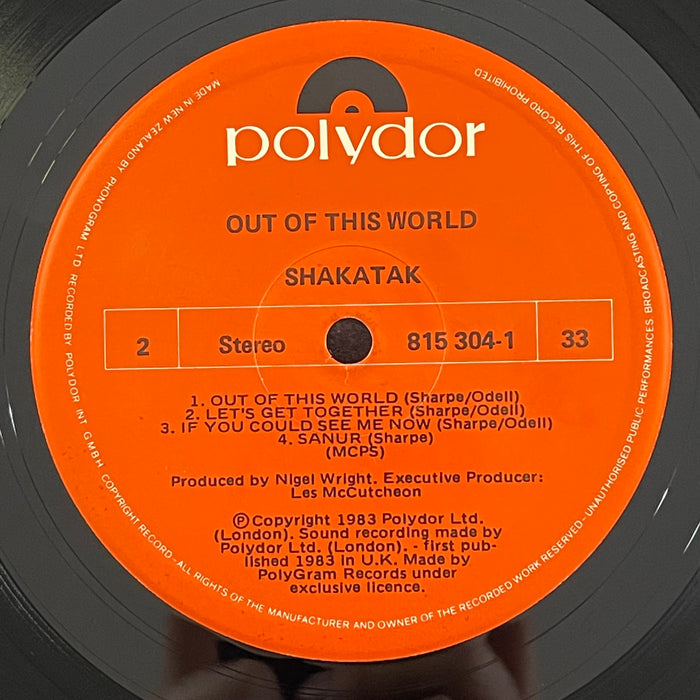 polydor
OUT OF THIS WORLD
SHAKATAK
2 Stereo 815 304-1 33
1. OUT OF THIS WORLD (Sharpe/Odell)
2. LET'S GET TOGETHER (Sharpe/Odell)
3. IF YOU COULD SEE ME NOW (Sharpe/Odell)
4. SANUR (Sharpe)
(MCPS)
Produced by Nigel Wright. Executive Producer:
Les McCutcheon
Ⓟ Copyright 1983 Polydor Ltd.
(London). Sound recording made by
Polydor Ltd. (London). - first pub-
lished 1983 in U.K. Made by
PolyGram Records under
exclusive licence.
MADE IN NEW ZEALAND BY PHONOGRAM LTD RECORDED BY POLYDOR INT GMBH COPYRIGHT RECORD - ALL RIGHTS OF THE MANUFACTURER AND OWNER OF THE RECORDED WORK RESERVED - UNAUTHORISED PUBLIC PERFORMANCES BROADCASTING AND COPYING OF THIS RECORD PROHIBITED